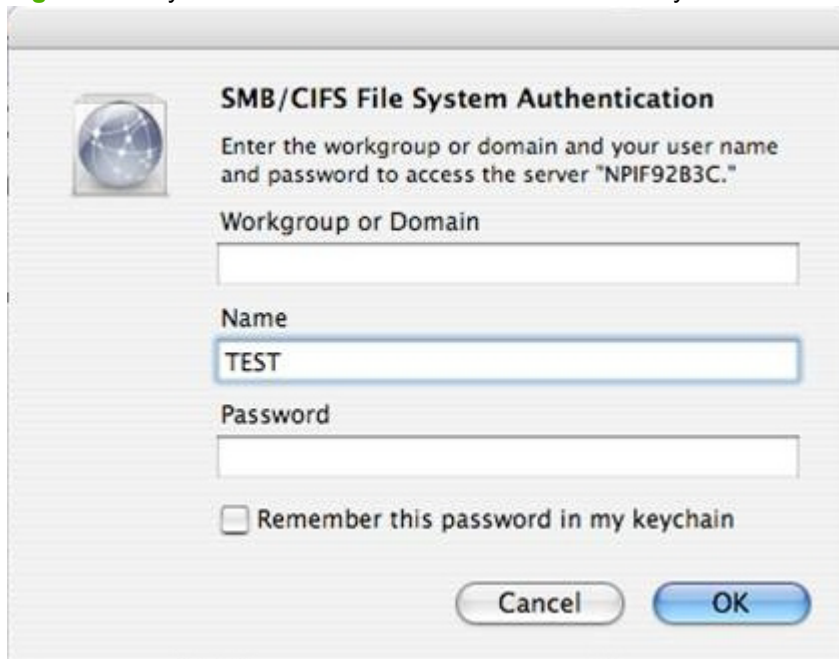 SMB/CIFS File System Authentication
Enter the workgroup or domain and your user name
and password to access the server "NPIF92B3C."
Workgroup or Domain
Name
TEST
Password
Remember this password in my keychain
Cancel OK